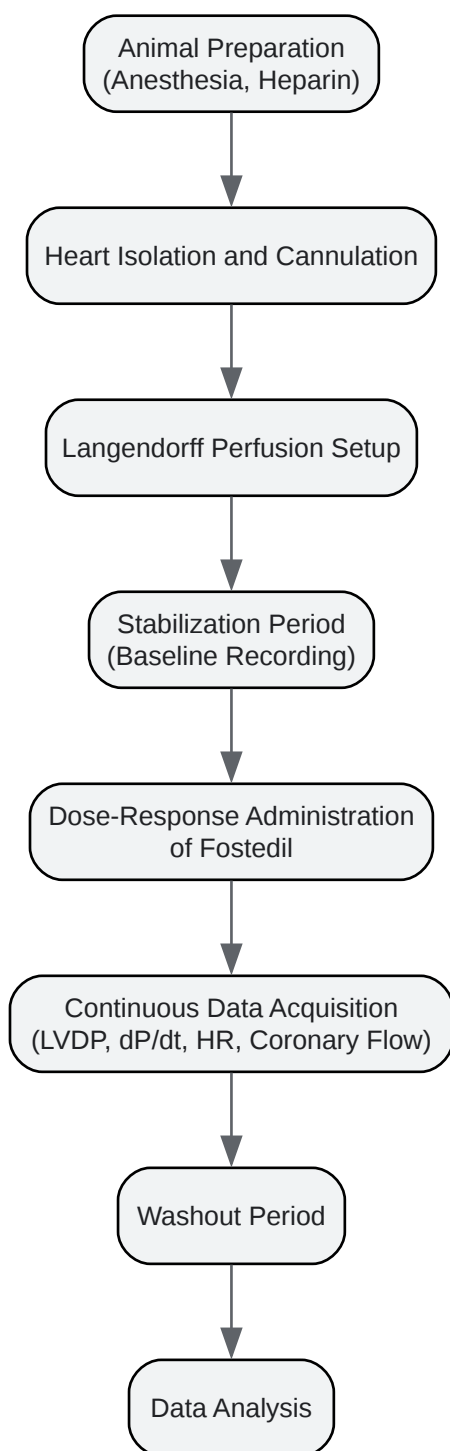 Animal Preparation
(Anesthesia, Heparin)
Heart Isolation and Cannulation
Langendorff Perfusion Setup
Stabilization Period
(Baseline Recording)
Dose-Response Administration
of Fostedil
Continuous Data Acquisition
(LVDP, dP/dt, HR, Coronary Flow)
Washout Period
Data Analysis